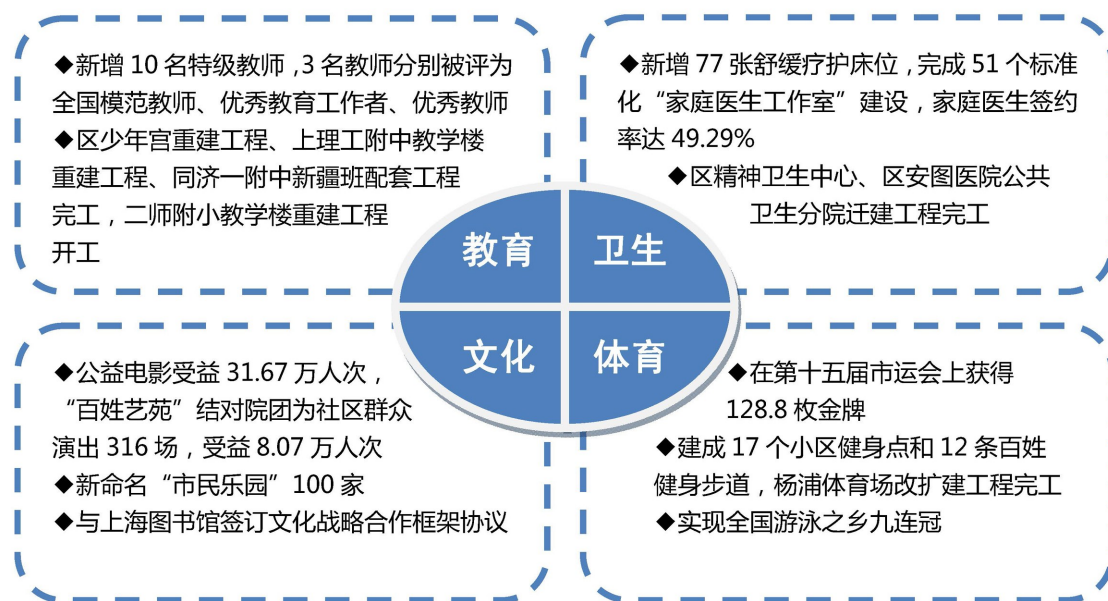 ◆新增 10 名特级教师，3 名教师分别被评为
全国模范教师、优秀教育工作者、优秀教师
◆区少年宫重建工程、上理工附中教学楼
重建工程、同济一附中新疆班配套工程
完工，二师附小教学楼重建工程
开工
◆新增 77 张舒缓疗护床位，完成 51 个标准
化“家庭医生工作室”建设，家庭医生签约
率达 49.29%
◆区精神卫生中心、区安图医院公共
卫生分院迁建工程完工
教育
卫生
文化
体育
◆公益电影受益 31.67 万人次，
“百姓艺苑”结对院团为社区群众
演出 316 场，受益 8.07 万人次
◆新命名“市民乐园”100 家
◆与上海图书馆签订文化战略合作框架协议
◆在第十五届市运会上获得
128.8 枚金牌
◆建成 17 个小区健身点和 12 条百姓
健身步道，杨浦体育场改扩建工程完工
◆实现全国游泳之乡九连冠